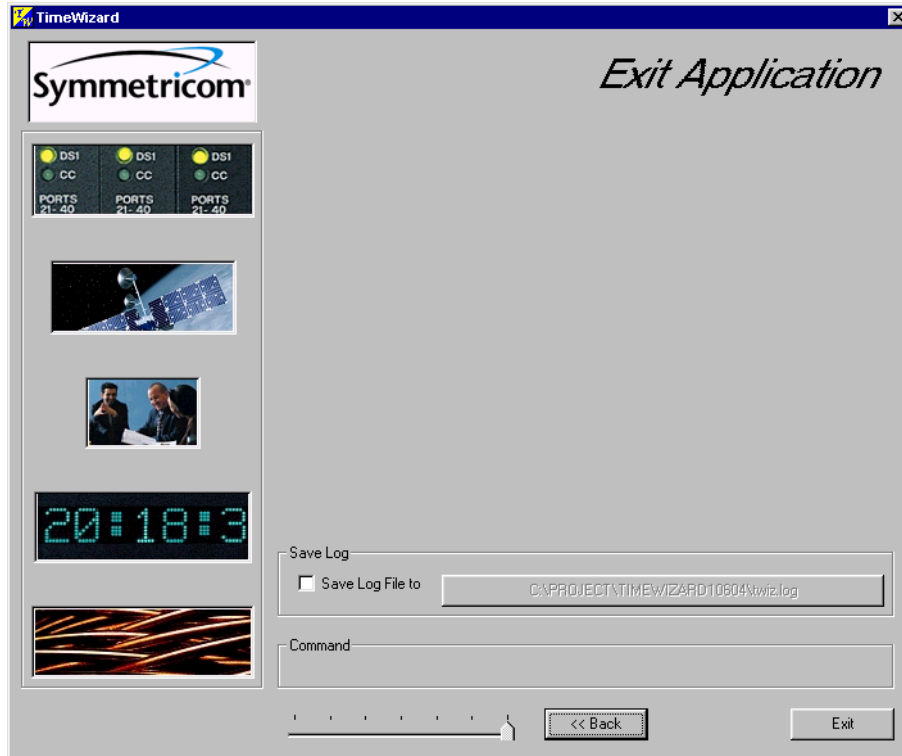 TimeWizard
Symmetricom
Exit Application
DS1 DS1 DS1
CC CC CC
PORTS PORTS PORTS
21-40 21-40 21-40
20:18:3
Save Log
Save Log File to
C:\PROJECT\TIMEWIZARD10604\twiz.log
Command
<< Back
Exit